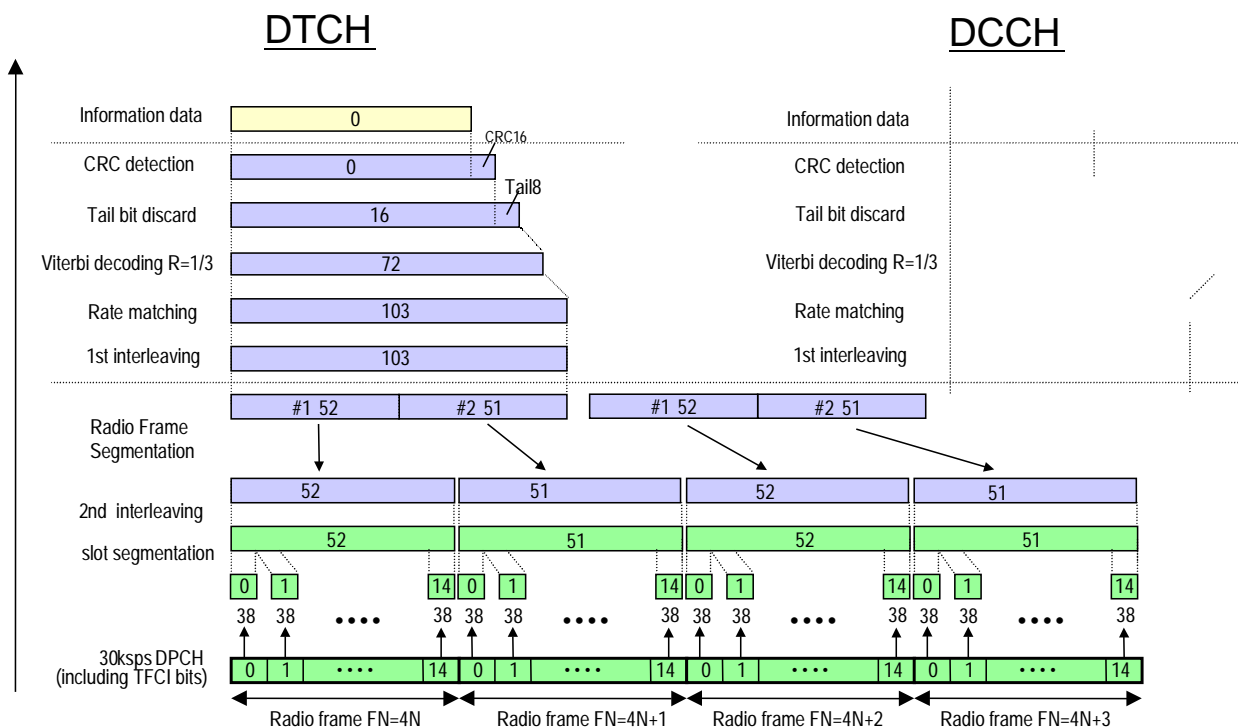 DTCH DCCH
Information data 0 Information data
CRC16
CRC detection 0 CRC detection
Tail8
Tail bit discard 16 Tail bit discard
Viterbi decoding R=1/3 72 Viterbi decoding R=1/3
Rate matching 103 Rate matching
1st interleaving 103 1st interleaving
#1 52 #2 51 #1 52 #2 51
Radio Frame
Segmentation
52 51 52 51
2nd interleaving
slot segmentation 52 51 52 51
0 1 14 0 1 14 0 1 14 0 1 14
38 38 •••• 38 38 38 •••• 38 38 38 •••• 38 38 38 •••• 38
30ksps DPCH
(including TFCI bits)
0 1 •••• 14 0 1 •••• 14 0 1 •••• 14 0 1 •••• 14
Radio frame FN=4N Radio frame FN=4N+1 Radio frame FN=4N+2 Radio frame FN=4N+3